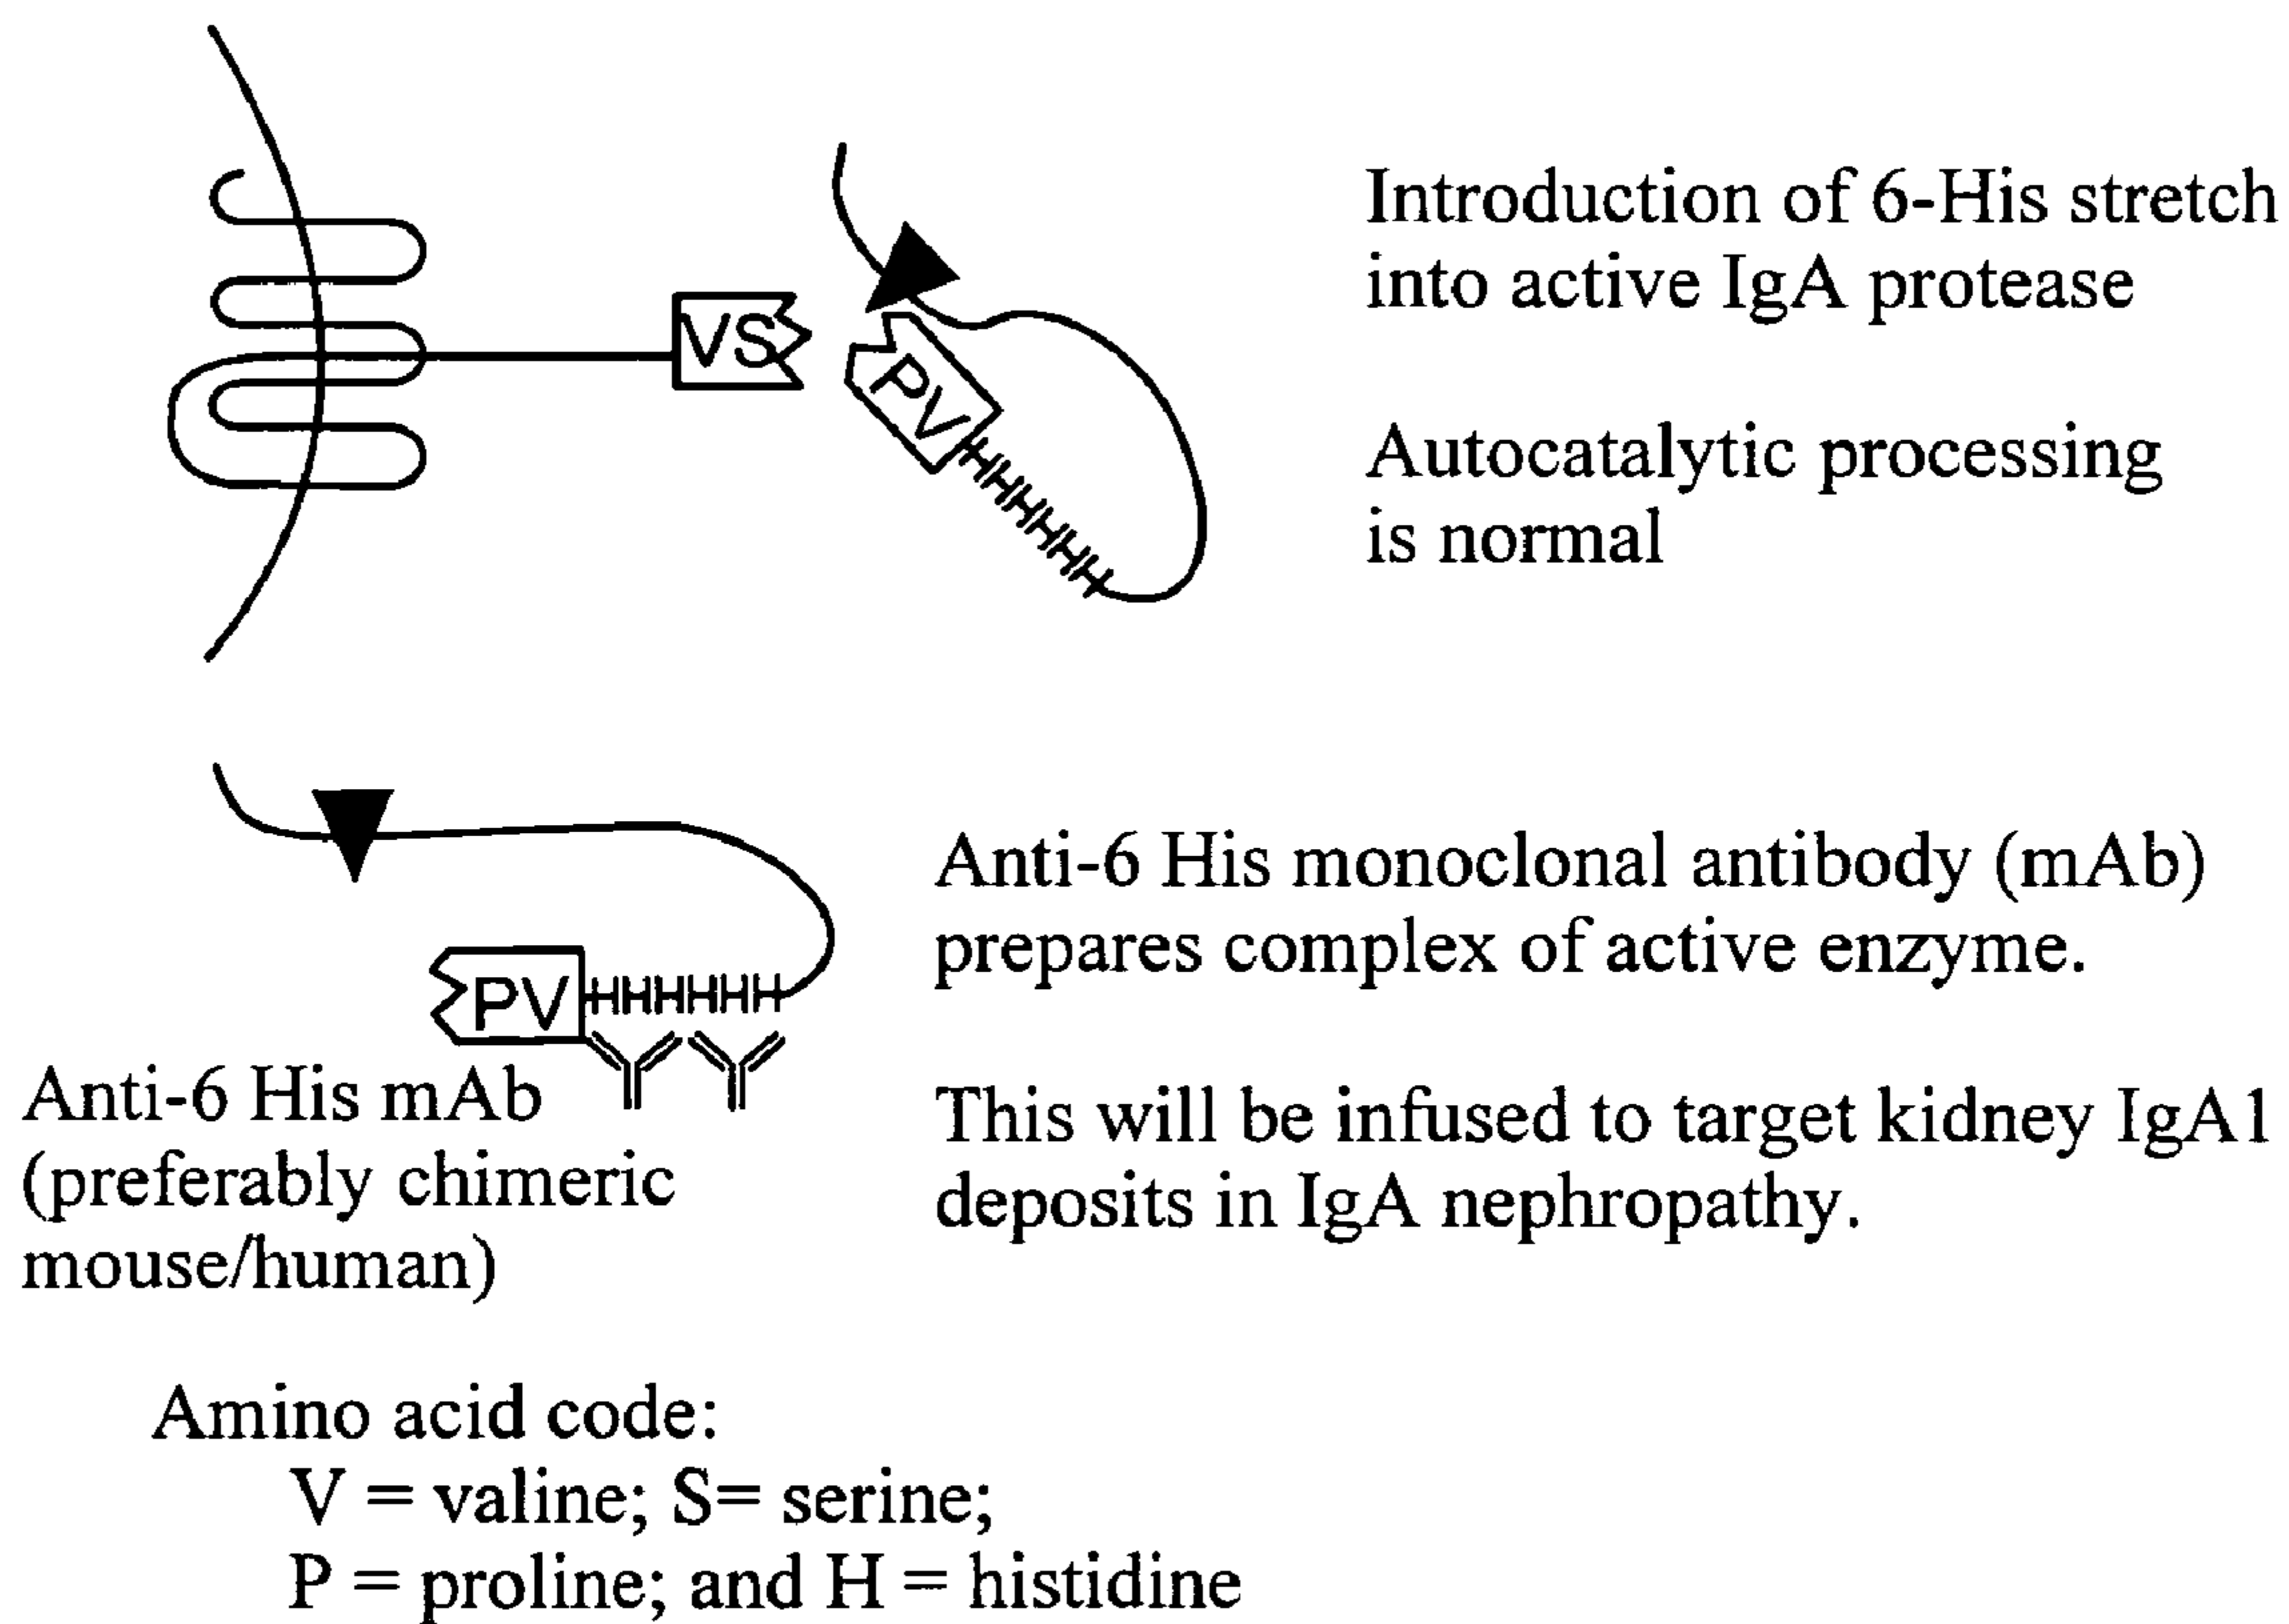 Introduction of 6-His stretch
into active IgA protease
VS
PV
HHHHHH
Autocatalytic processing
is normal
Anti-6 His monoclonal antibody (mAb)
prepares complex of active enzyme.
PV HHHHHH
Anti-6 His mAb
(preferably chimeric
mouse/human)
This will be infused to target kidney IgA1
deposits in IgA nephropathy.
Amino acid code:
V = valine; S= serine;
P = proline; and H = histidine